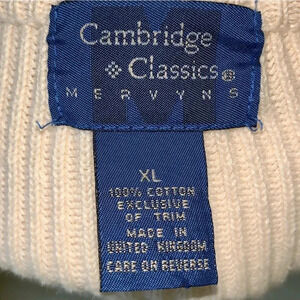 Cambridge
Classics®
MERVYNS
XL
100% COTTON
EXCLUSIVE
OF TRIM
MADE IN
UNITED KINGDOM
CARE ON REVERSE